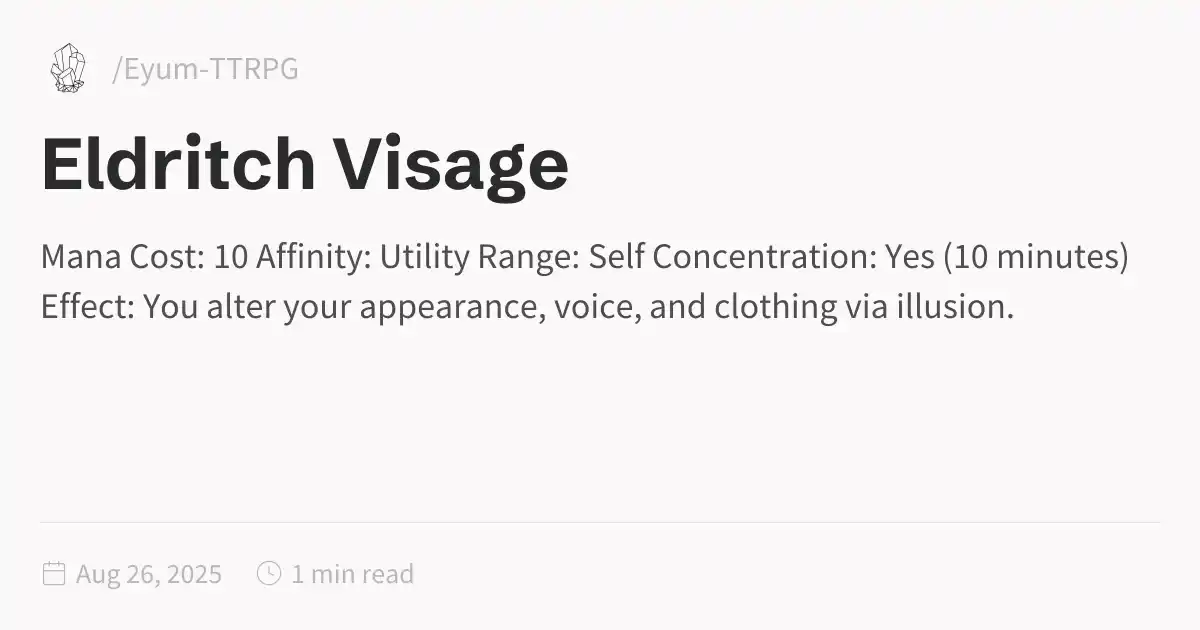 /Eyum-TTRPG
Eldritch Visage
Mana Cost: 10 Affinity: Utility Range: Self Concentration: Yes (10 minutes)
Effect: You alter your appearance, voice, and clothing via illusion.
Aug 26, 2025 1 min read